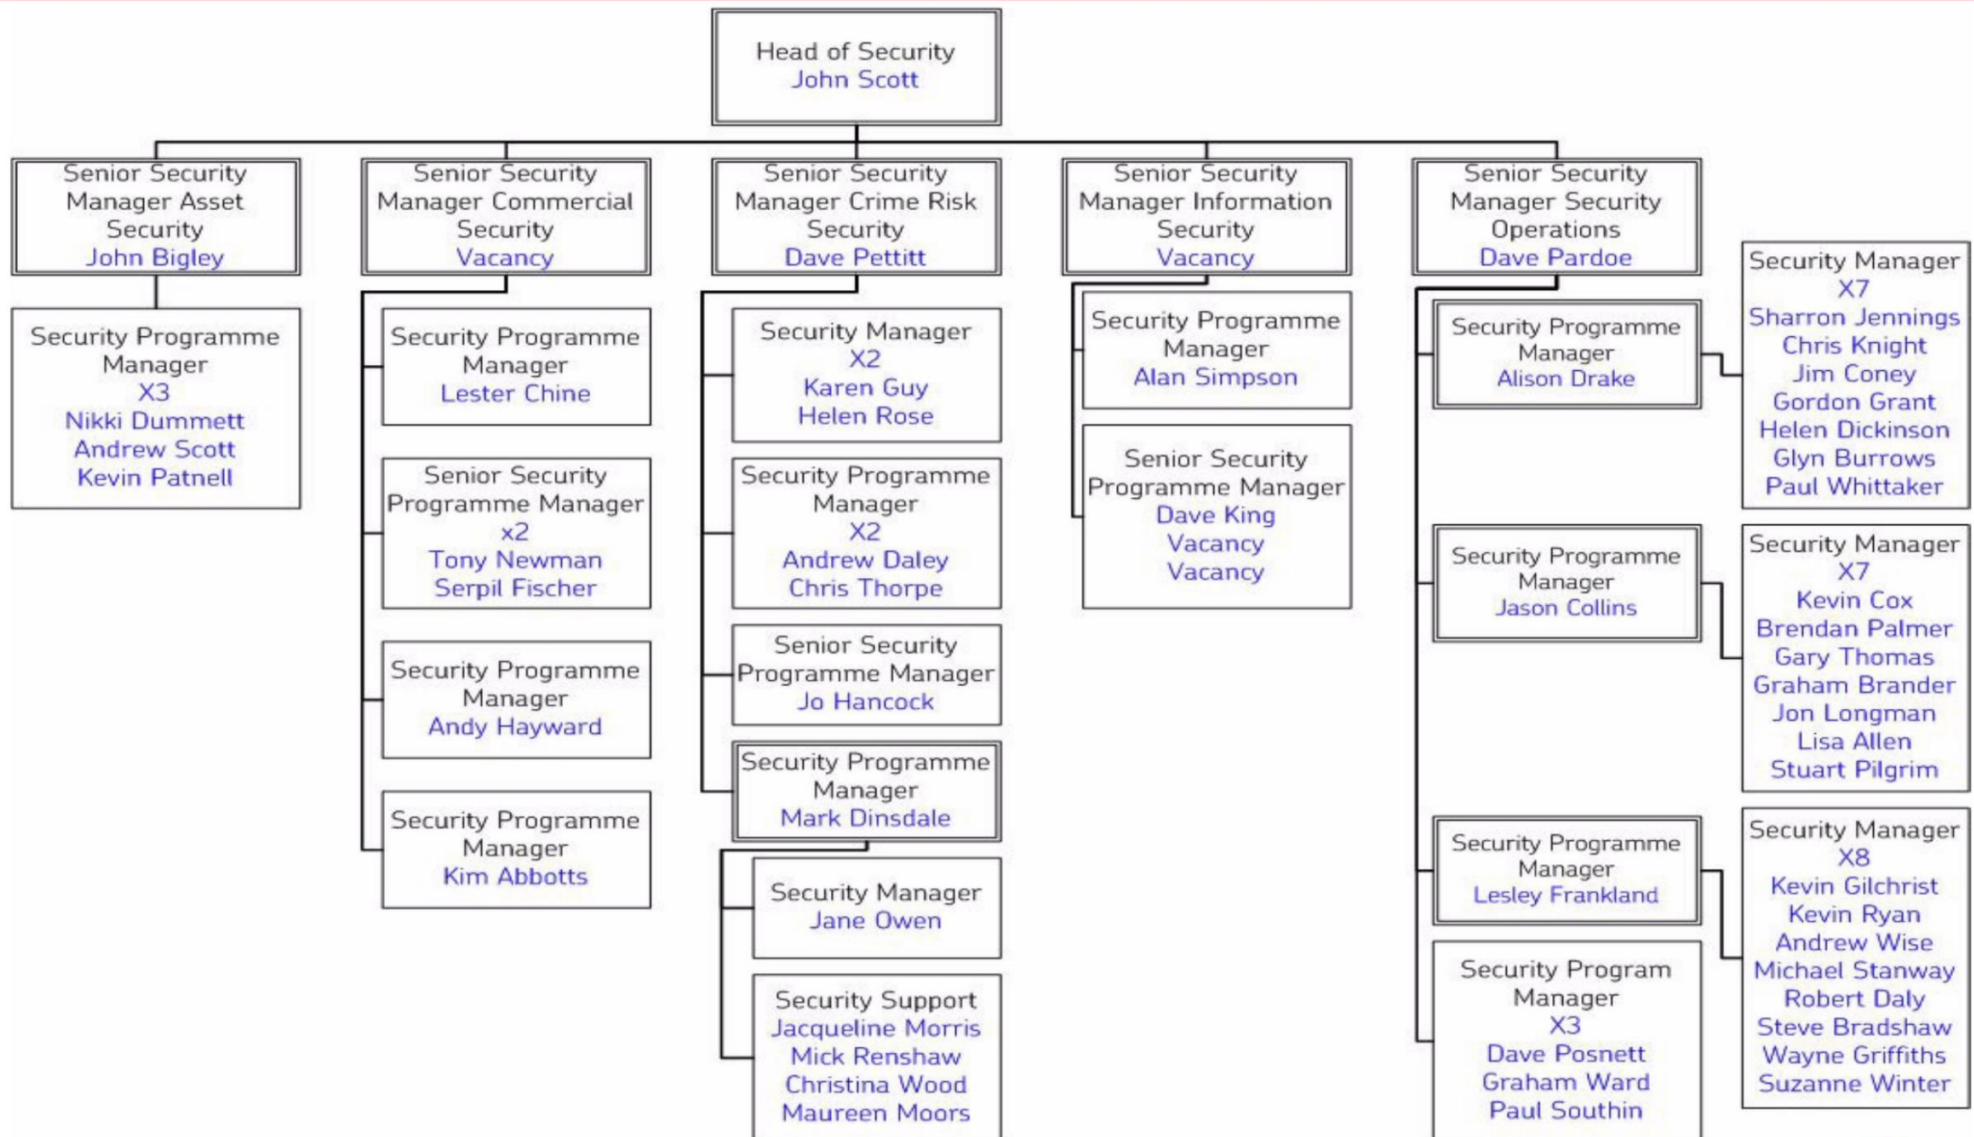 Head of Security
John Scott
Senior Security
Manager Asset
Security
John Bigley
Security Programme
Manager
X3
Nikki Dummett
Andrew Scott
Kevin Patnell
Senior Security
Manager Commercial
Security
Vacancy
Security Programme
Manager
Lester Chine
Senior Security
Programme Manager
x2
Tony Newman
Serpil Fischer
Security Programme
Manager
Andy Hayward
Security Programme
Manager
Kim Abbotts
Senior Security
Manager Crime Risk
Security
Dave Pettitt
Security Manager
X2
Karen Guy
Helen Rose
Security Programme
Manager
X2
Andrew Daley
Chris Thorpe
Senior Security
Programme Manager
Jo Hancock
Security Programme
Manager
Mark Dinsdale
Security Manager
Jane Owen
Security Support
Jacqueline Morris
Mick Renshaw
Christina Wood
Maureen Moors
Senior Security
Manager Information
Security
Vacancy
Security Programme
Manager
Alan Simpson
Senior Security
Programme Manager
Dave King
Vacancy
Vacancy
Senior Security
Manager Security
Operations
Dave Pardoe
Security Programme
Manager
Alison Drake
Security Manager
X7
Sharron Jennings
Chris Knight
Jim Coney
Gordon Grant
Helen Dickinson
Glyn Burrows
Paul Whittaker
Security Programme
Manager
Jason Collins
Security Manager
X7
Kevin Cox
Brendan Palmer
Gary Thomas
Graham Brander
Jon Longman
Lisa Allen
Stuart Pilgrim
Security Programme
Manager
Lesley Frankland
Security Manager
X8
Kevin Gilchrist
Kevin Ryan
Andrew Wise
Michael Stanway
Robert Daly
Steve Bradshaw
Wayne Griffiths
Suzanne Winter
Security Program
Manager
X3
Dave Posnett
Graham Ward
Paul Southin